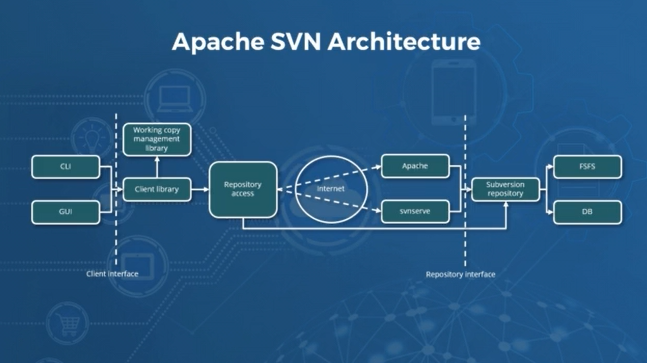 Apache SVN Architecture
Working copy
management
library
CLI
GUI
Client library
Repository
access
Internet
Apache
svnserve
Subversion
repository
FSFS
DB
Client interface
Repository interface